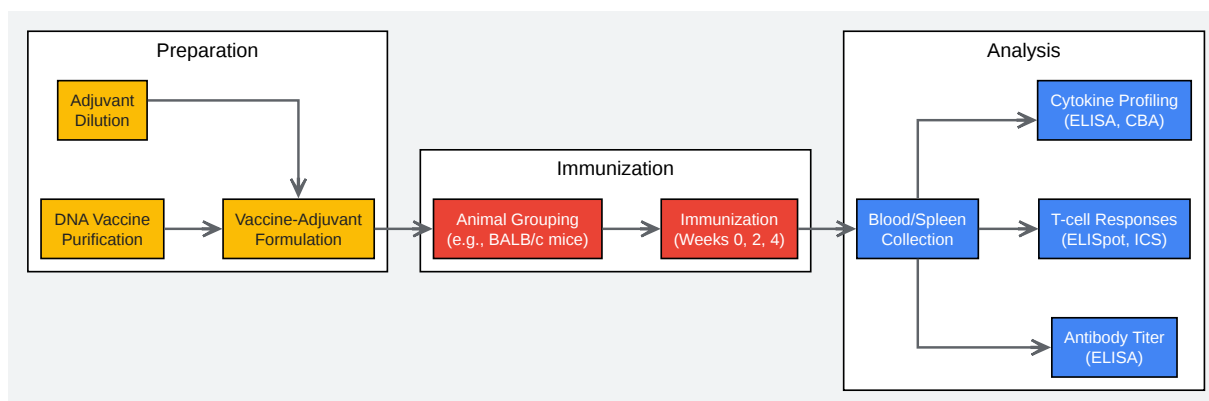 Preparation
Adjuvant
Dilution
DNA Vaccine
Purification
Vaccine-Adjuvant
Formulation
Immunization
Animal Grouping
(e.g., BALB/c mice)
Immunization
(Weeks 0, 2, 4)
Analysis
Blood/Spleen
Collection
Cytokine Profiling
(ELISA, CBA)
T-cell Responses
(ELISpot, ICS)
Antibody Titer
(ELISA)